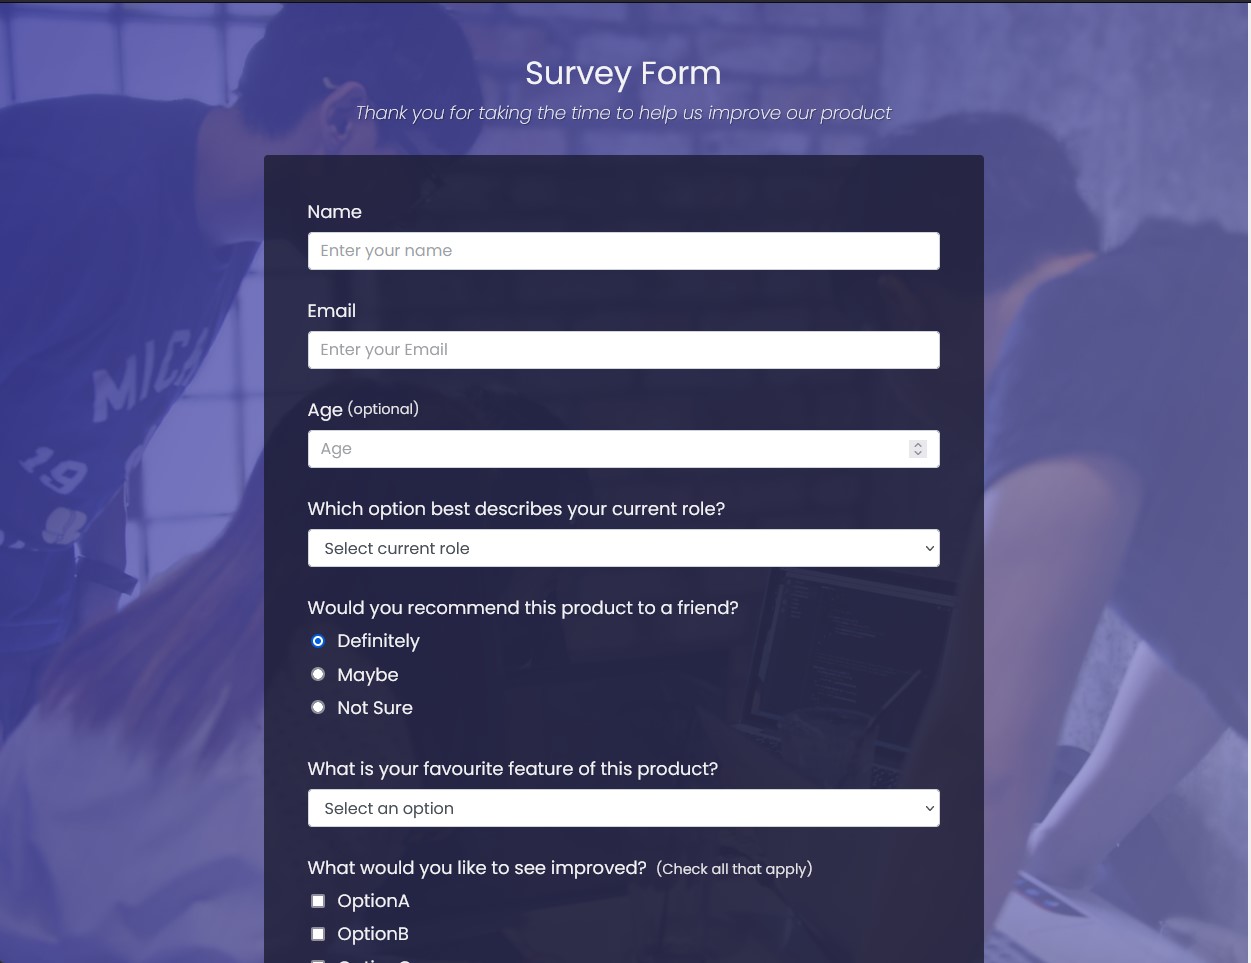 Survey Form
Thank you for taking the time to help us improve our product
Name
Enter your name
Email
Enter your Email
Age (optional)
Age
Which option best describes your current role?
Select current role
Would you recommend this product to a friend?
Definitely
Maybe
Not Sure
What is your favourite feature of this product?
Select an option
What would you like to see improved? (Check all that apply)
OptionA
OptionB
MICH
19